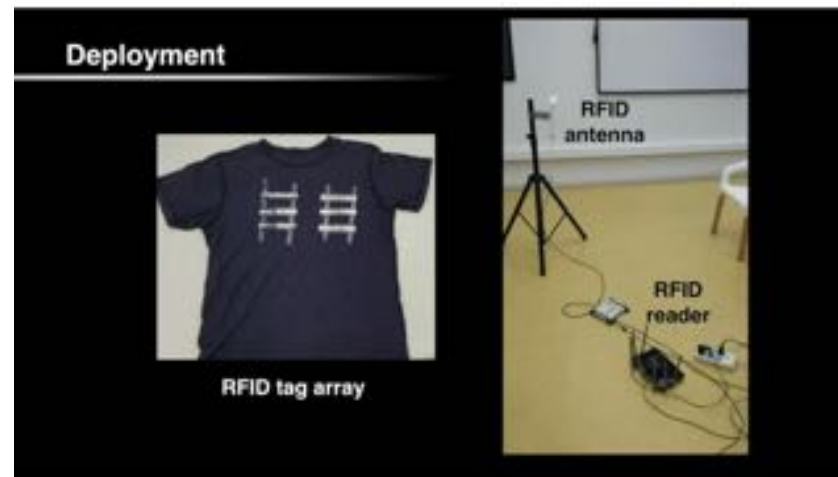 Deployment
RFID
antenna
RFID
reader
RFID tag array